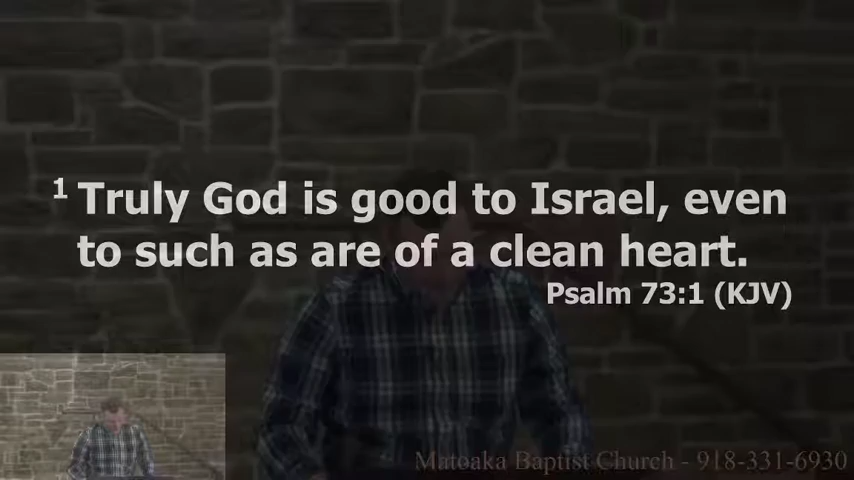 1 Truly God is good to Israel, even
to such as are of a clean heart.
Psalm 73:1 (KJV)
Matoaka Baptist Church - 918-331-6930